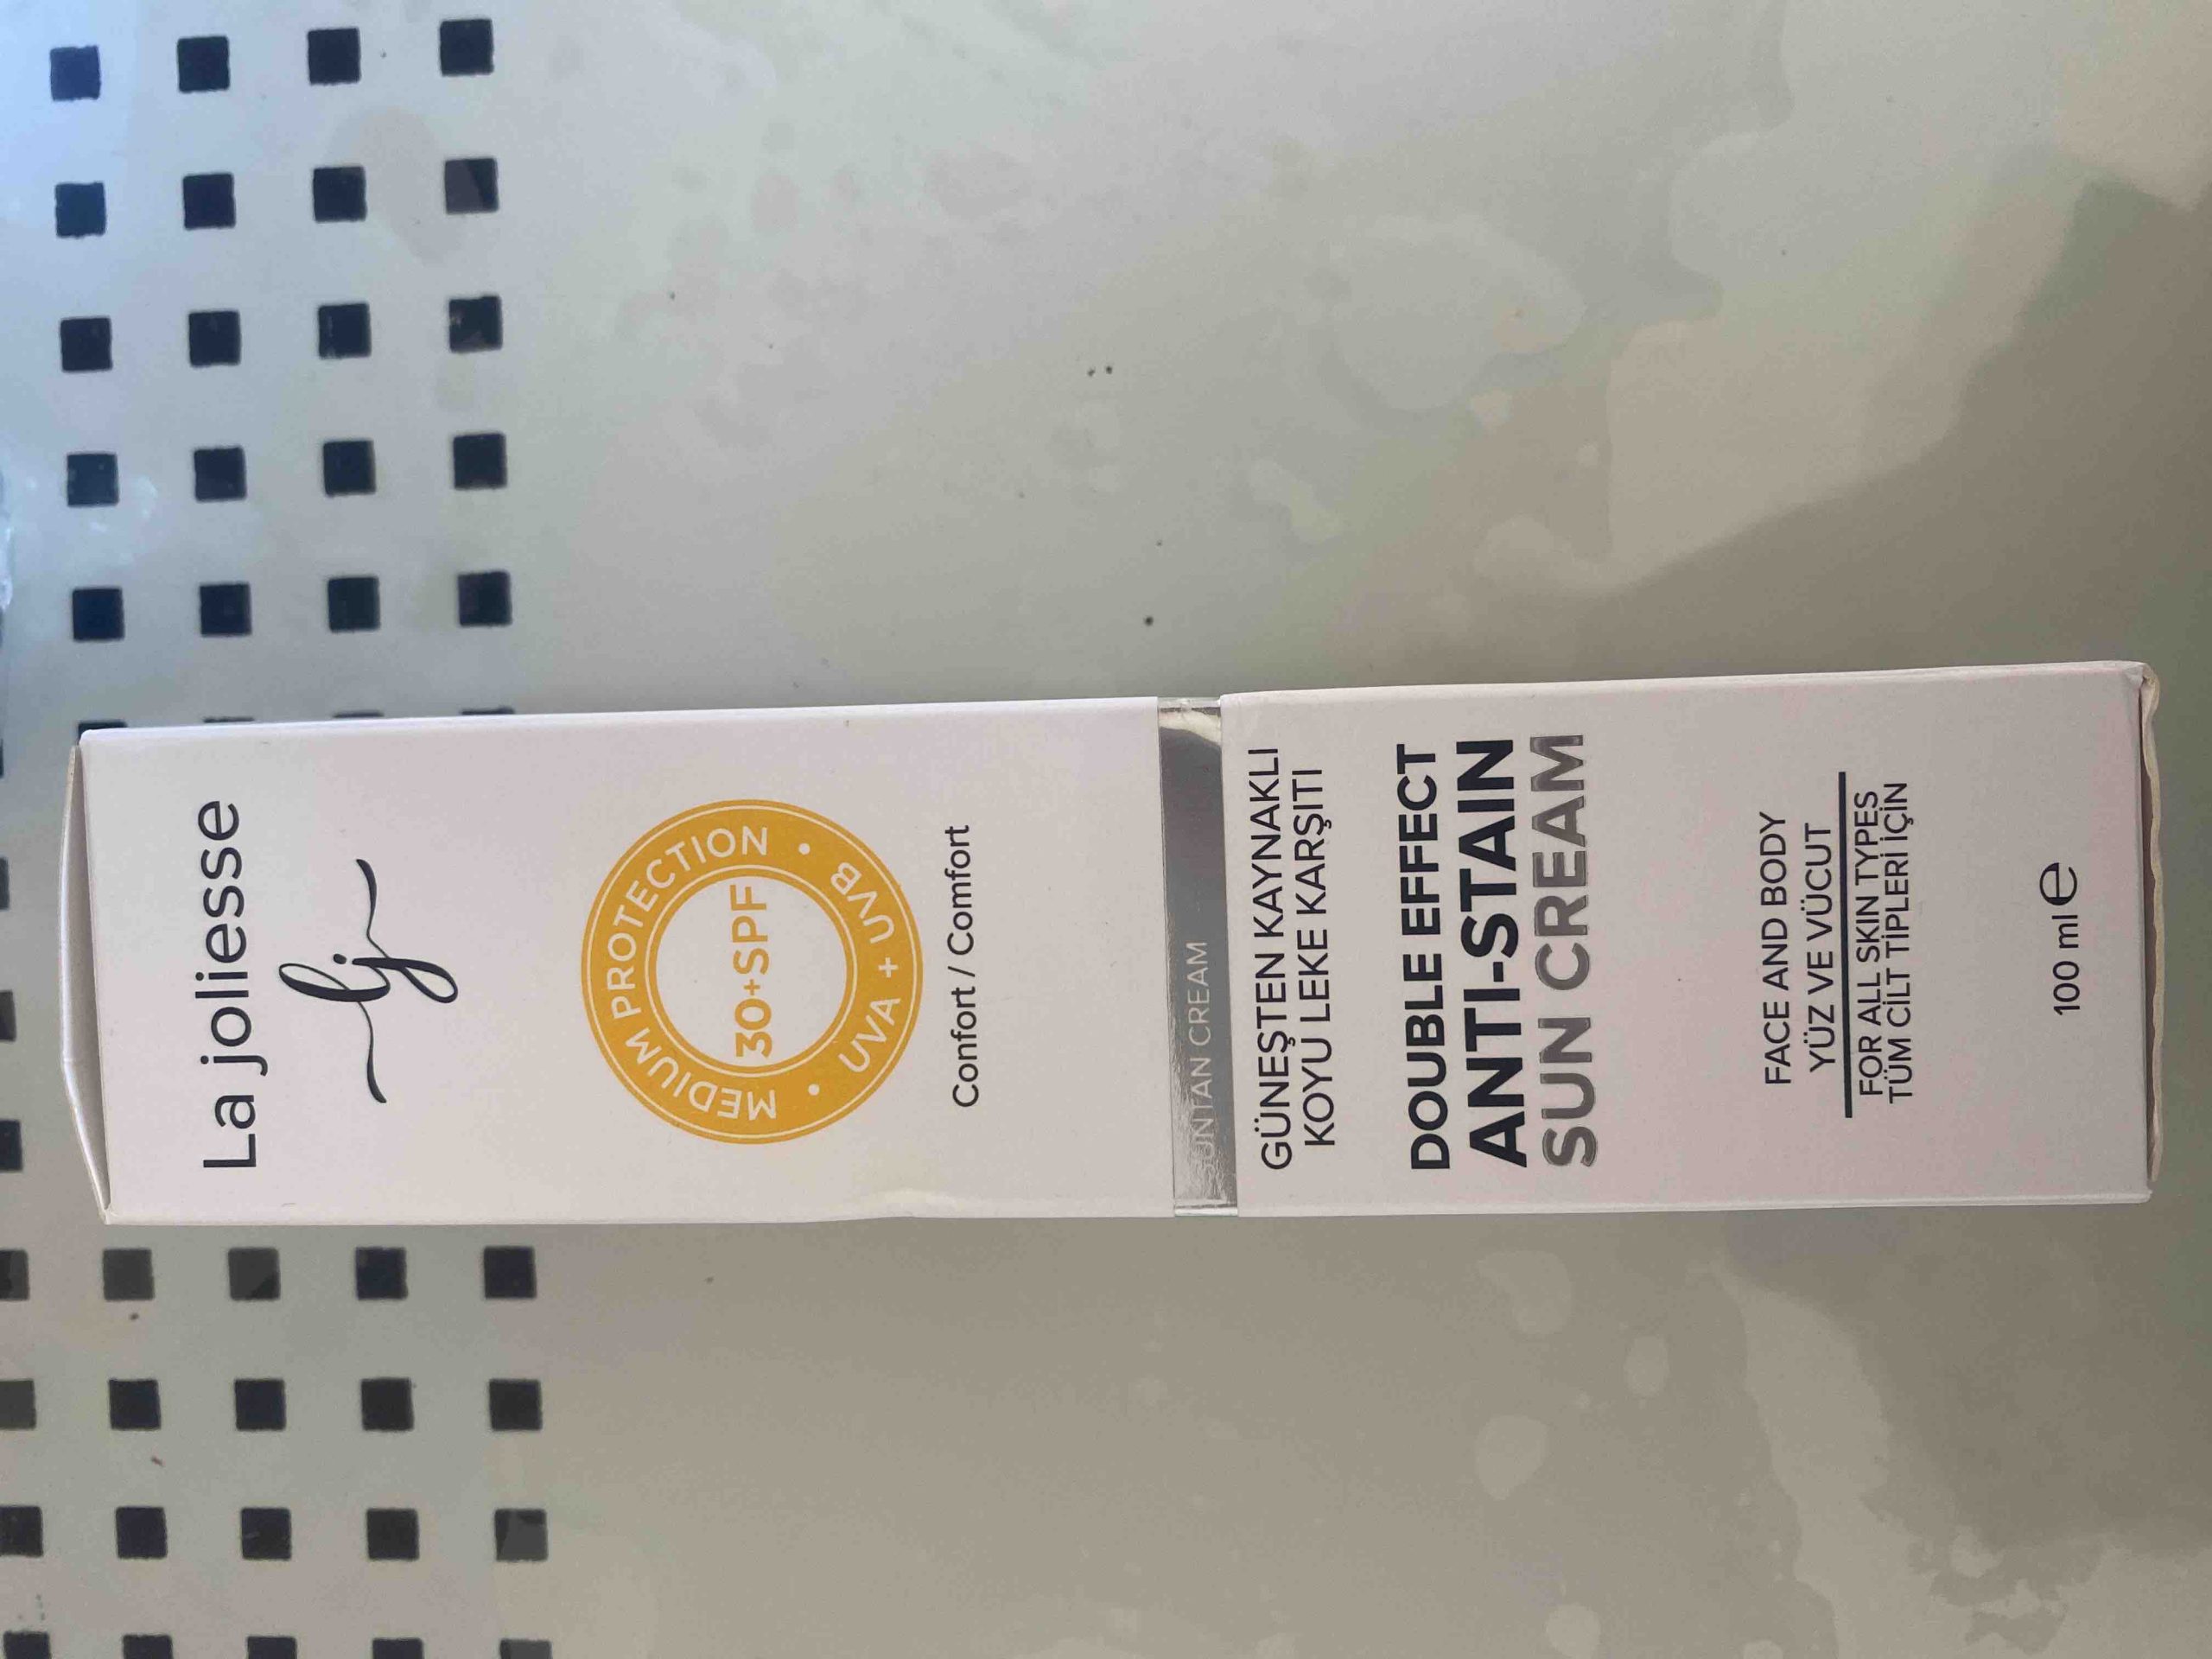 La joliesse
lj
MEDIUM PROTECTION • UVA + UVB •
30+SPF
Confort / Comfort
SUNTAN CREAM
GÜNEŞTEN KAYNAKLI
KOYU LEKE KARŞITI
DOUBLE EFFECT
ANTI-STAIN
SUN CREAM
FACE AND BODY
YÜZ VE VÜCUT
FOR ALL SKIN TYPES
TÜM CİLT TİPLERİ İÇİN
100 ml e